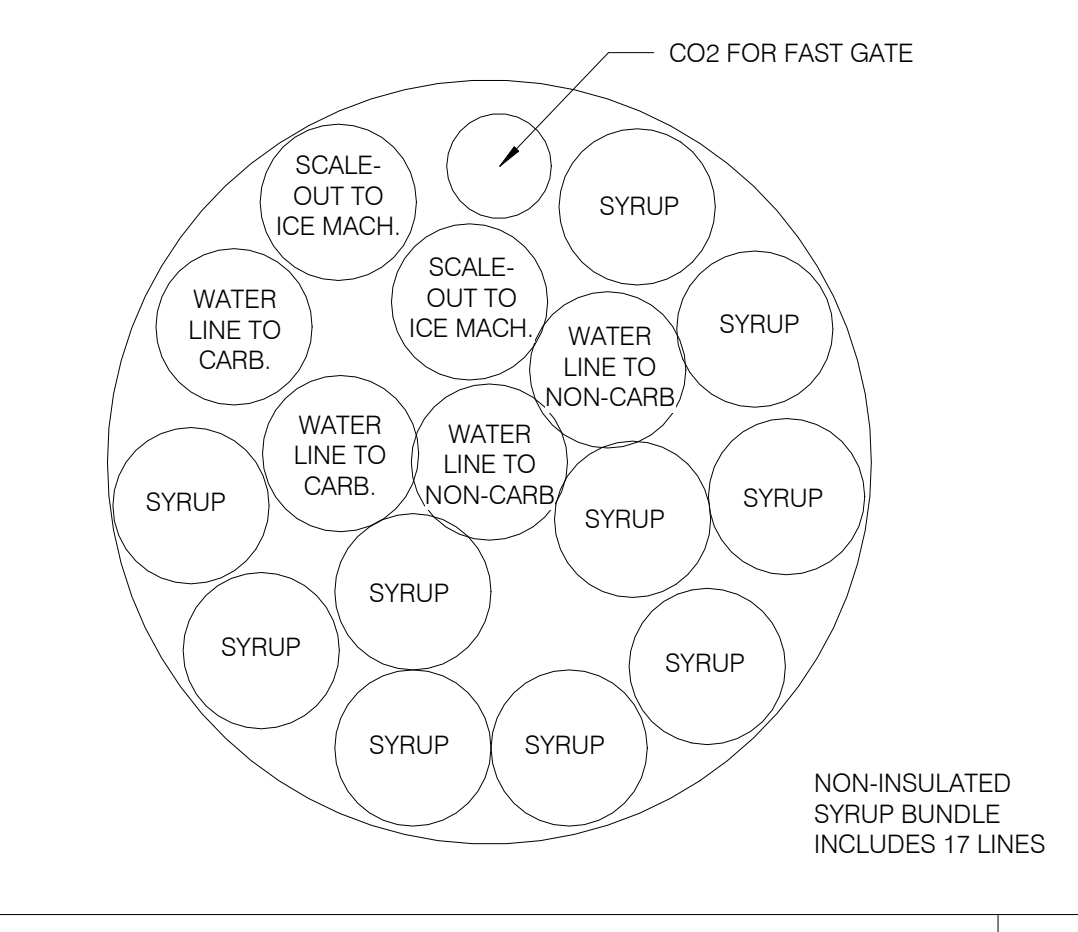 CO2 FOR FAST GATE
SCALE-
OUT TO
ICE MACH.
SYRUP
SCALE-
OUT TO
ICE MACH.
WATER
LINE TO
CARB.
SYRUP
WATER
LINE TO
NON-CARB.
WATER
LINE TO
CARB.
WATER
LINE TO
NON-CARB.
SYRUP
SYRUP
SYRUP
SYRUP
SYRUP
SYRUP
SYRUP
SYRUP
NON-INSULATED
SYRUP BUNDLE
INCLUDES 17 LINES